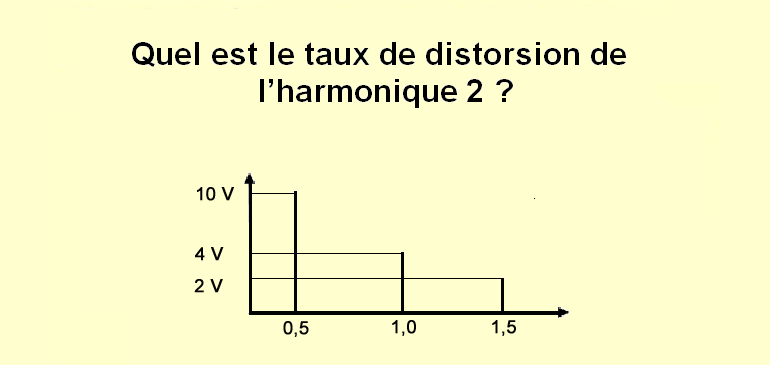 Quel est le taux de distorsion de
l'harmonique 2 ?
10 V
4 V
2 V
0,5 1,0 1,5